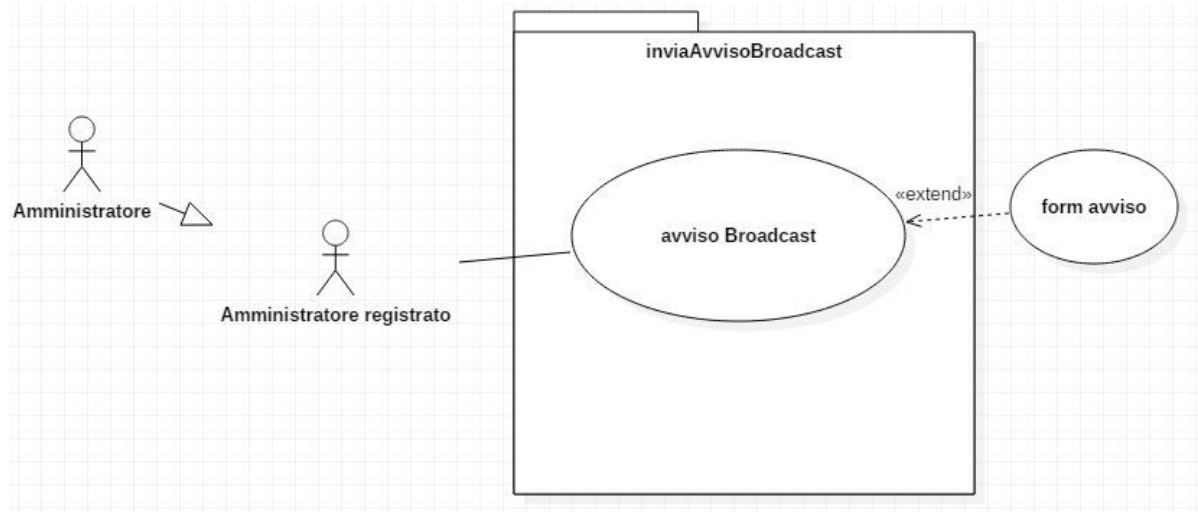 inviaAvvisoBroadcast
Amministratore
Amministratore registrato
avviso Broadcast
«extend»
form avviso